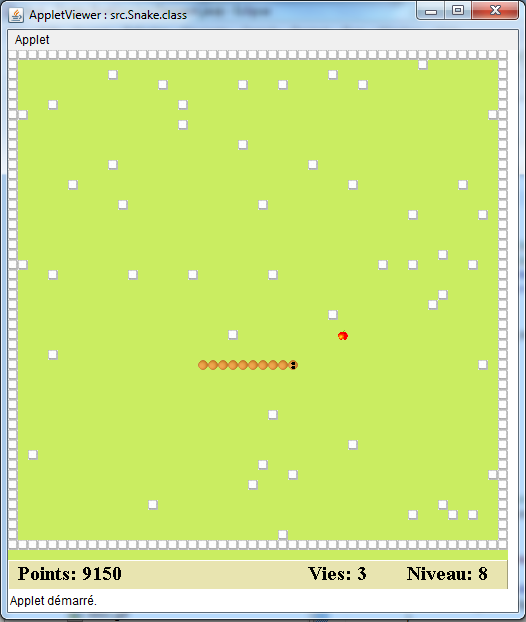 AppletViewer : src.Snake.class
Applet
Points: 9150 Vies: 3 Niveau: 8
Applet démarré.